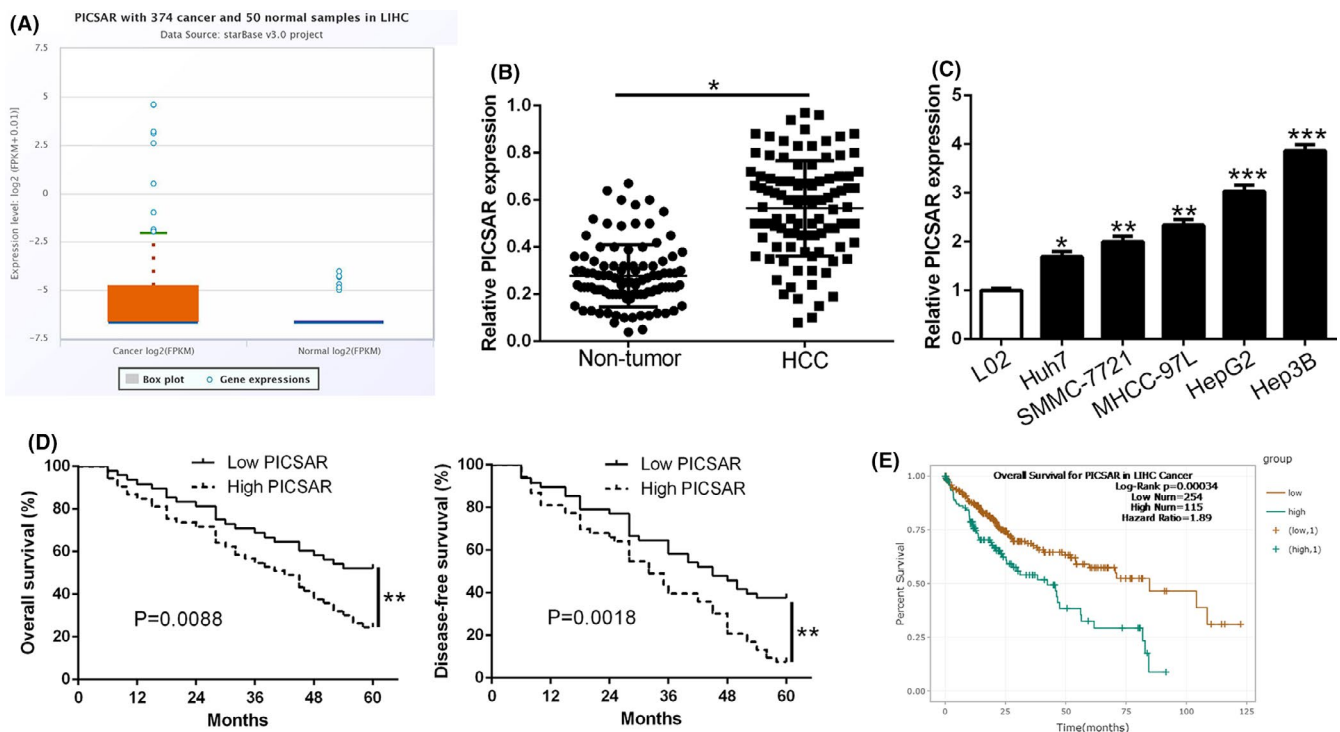 (A)
PICSAR with 374 cancer and 50 normal samples in LIHC
Data Source: starBase v3.0 project
Expression level: log2 (FPKM+0.01)]
7.5
5
2.5
0
−2.5
−5
−7.5
Cancer log2(FPKM)
Normal log2(FPKM)
Box plot
Gene expressions
(B)
*
Relative PICSAR expression
1.0
0.8
0.6
0.4
0.2
0.0
Non-tumor
HCC
(C)
Relative PICSAR expression
5
4
3
2
1
0
*
**
**
***
***
L02
Huh7
SMMC-7721
MHCC-97L
HepG2
Hep3B
(D)
Overall survival (%)
100
80
60
40
20
0
Low PICSAR
High PICSAR
P=0.0088
**
12
24
36
48
60
Months
Disease-free survuval (%)
100
80
60
40
20
0
Low PICSAR
High PICSAR
P=0.0018
**
12
24
36
48
60
Months
(E)
Overall Survival for PICSAR in LIHC Cancer
Log-Rank p=0.00034
Low Num=254
High Num=115
Hazard Ratio=1.89
Percent Survival
1.00
0.75
0.50
0.25
0.00
0
25
50
75
100
125
Time(months)
group
low
high
(low,1)
(high,1)